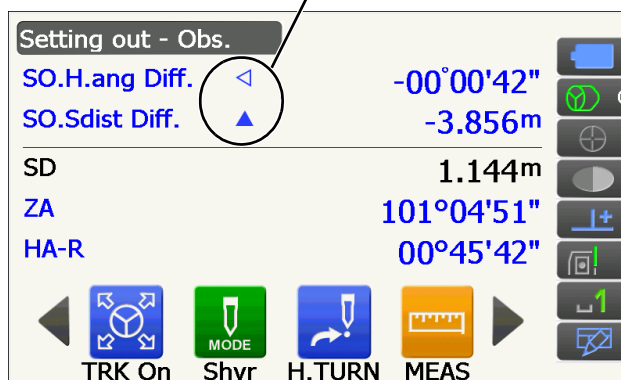 Setting out - Obs.
SO.H.ang Diff. ◁ -00°00'42"
SO.Sdist Diff. ▲ -3.856m
SD 1.144m
ZA 101°04'51"
HA-R 00°45'42"
MODE
TRK On Shvr H.TURN MEAS
1